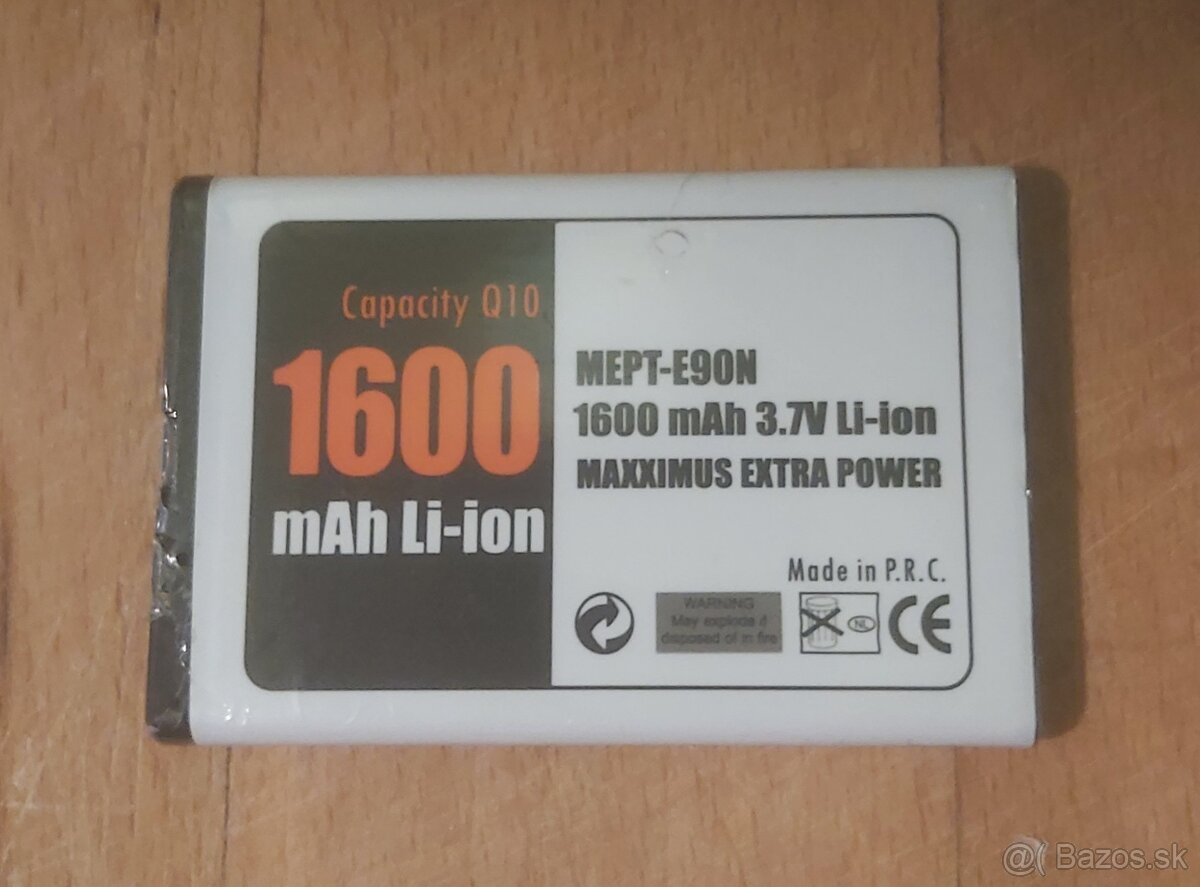 Capacity Q10
1600
mAh Li-ion
MEPT-E90N
1600 mAh 3.7V Li-ion
MAXXIMUS EXTRA POWER
Made in P.R.C.
WARNING
May explode if
disposed of in fire
NL
CE
@( Bazos.sk